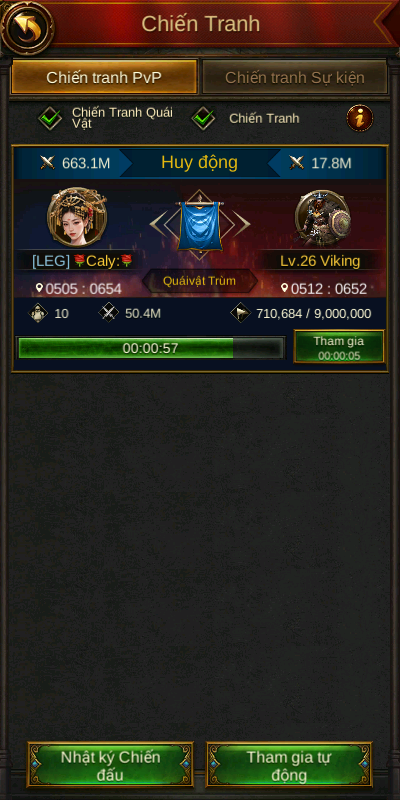 Chiến Tranh
Chiến tranh PvP
Chiến tranh Sự kiện
Chiến Tranh Quái
Vật
Chiến Tranh
663.1M
Huy động
17.8M
[LEG]🌹Caly:🌹
Lv.26 Viking
Quáivật Trùm
0505 : 0654
0512 : 0652
10
50.4M
710,684 / 9,000,000
00:00:57
Tham gia
00:00:05
Nhật ký Chiến
đấu
Tham gia tự
động